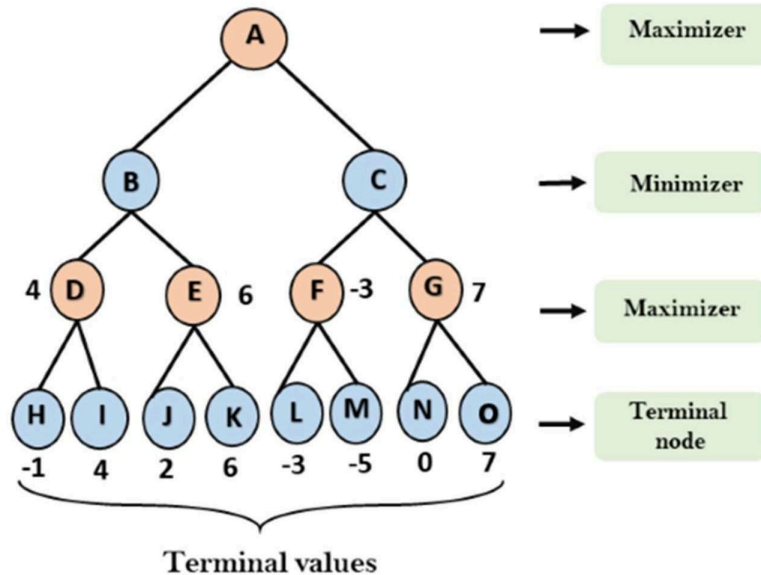 A
Maximizer
B
C
Minimizer
4 D
E 6
F -3
G 7
Maximizer
H I J K L M N O
Terminal
node
-1 4 2 6 -3 -5 0 7
Terminal values